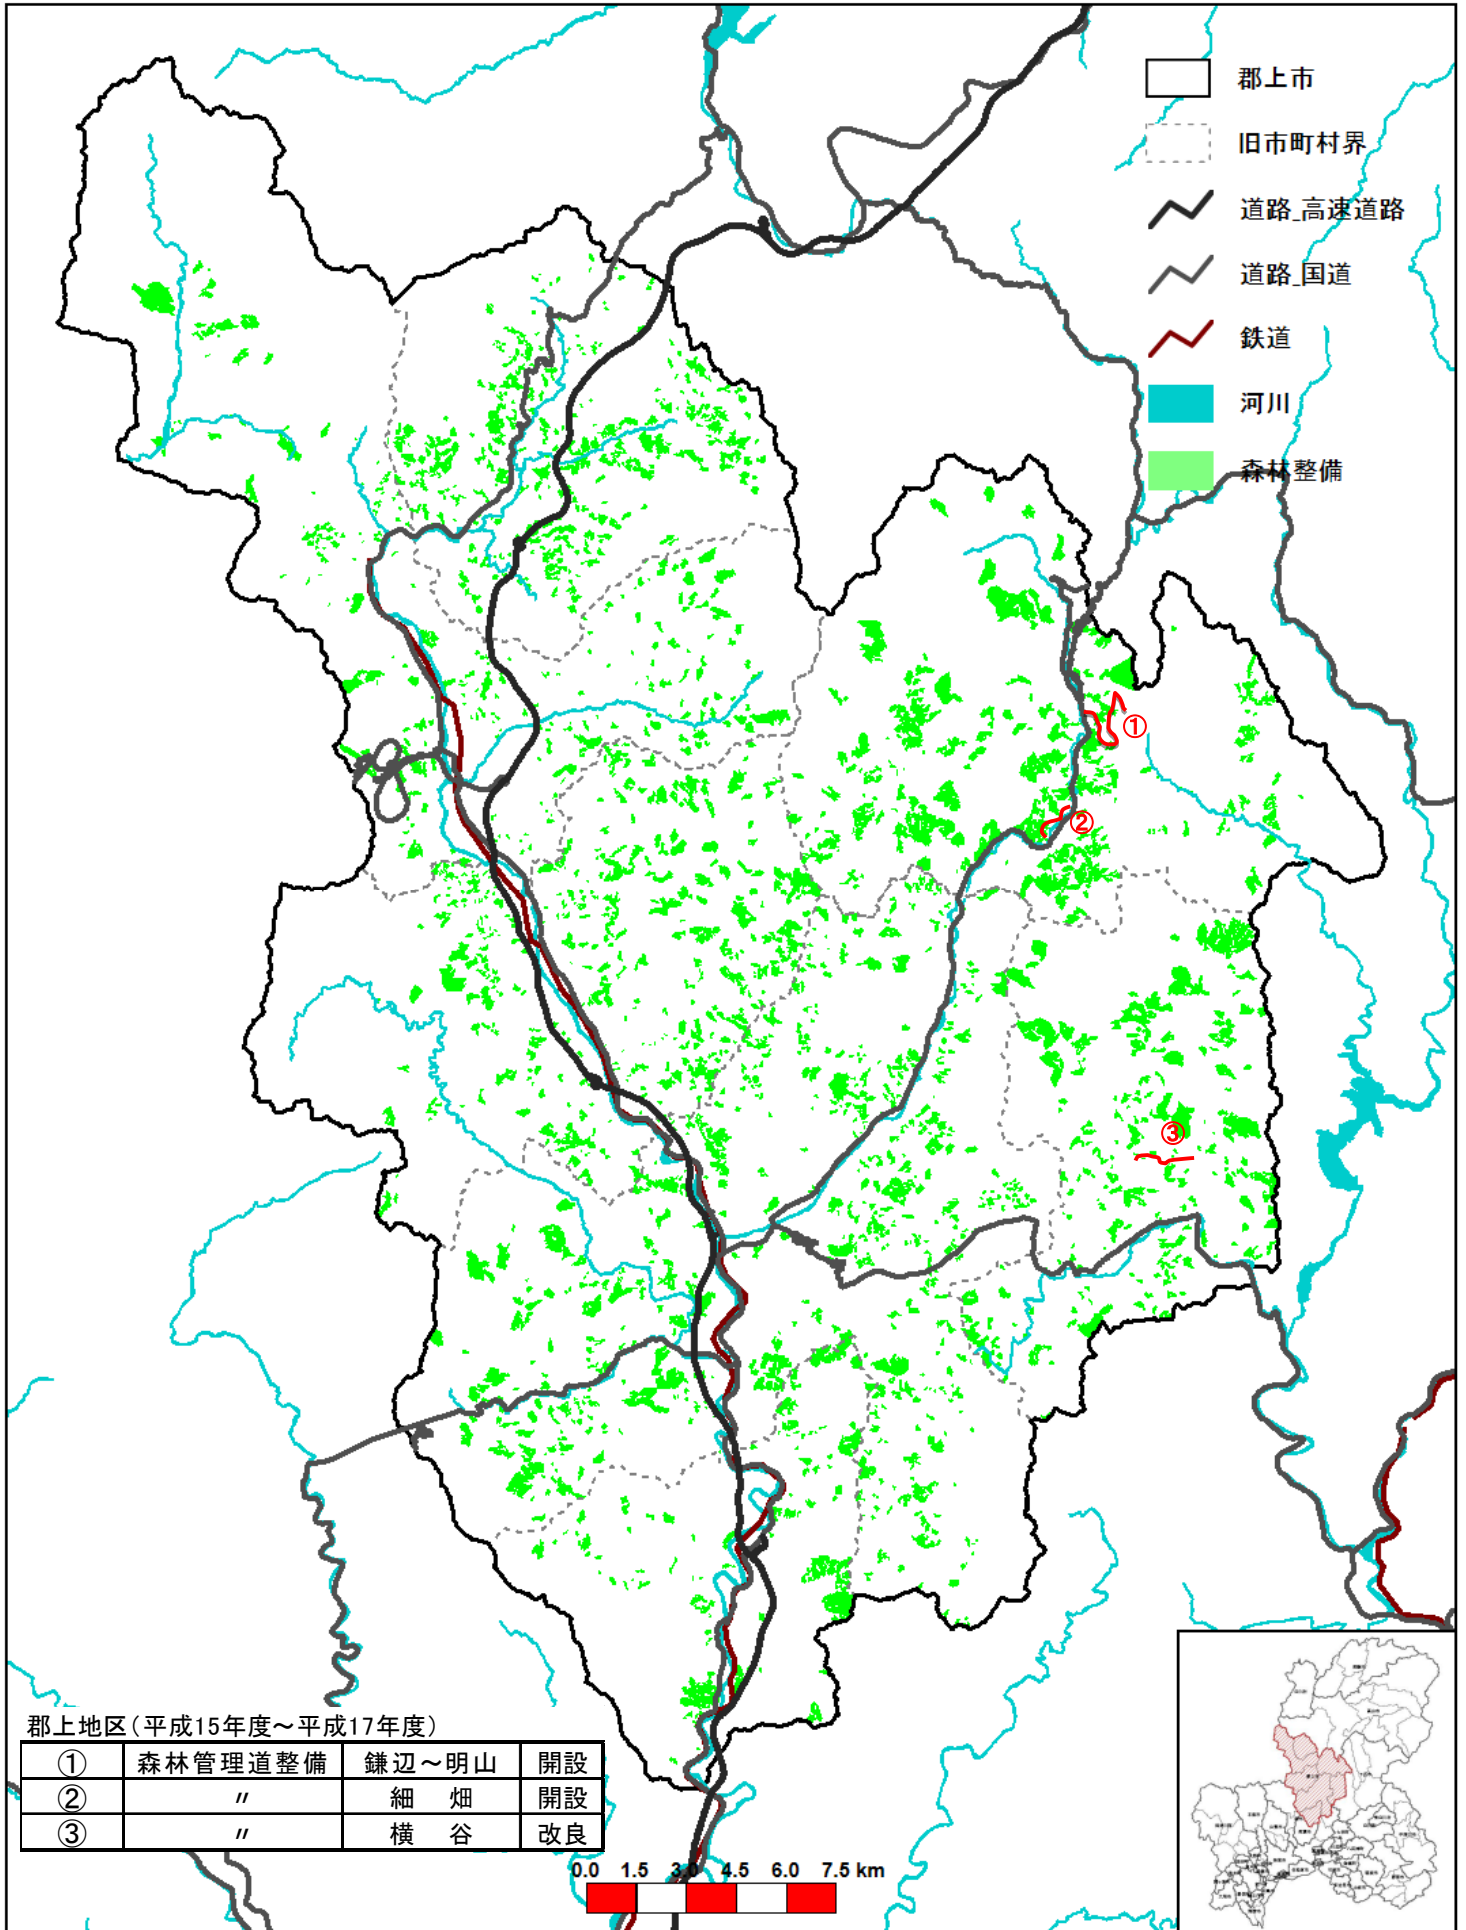 郡上市
旧市町村界
道路_高速道路
道路_国道
鉄道
河川
森林整備
①
②
③
郡上地区(平成15年度～平成17年度)
① 森林管理道整備 鎌辺～明山 開設
② 〃 細 畑 開設
③ 〃 横 谷 改良
0.0 1.5 3.0 4.5 6.0 7.5 km